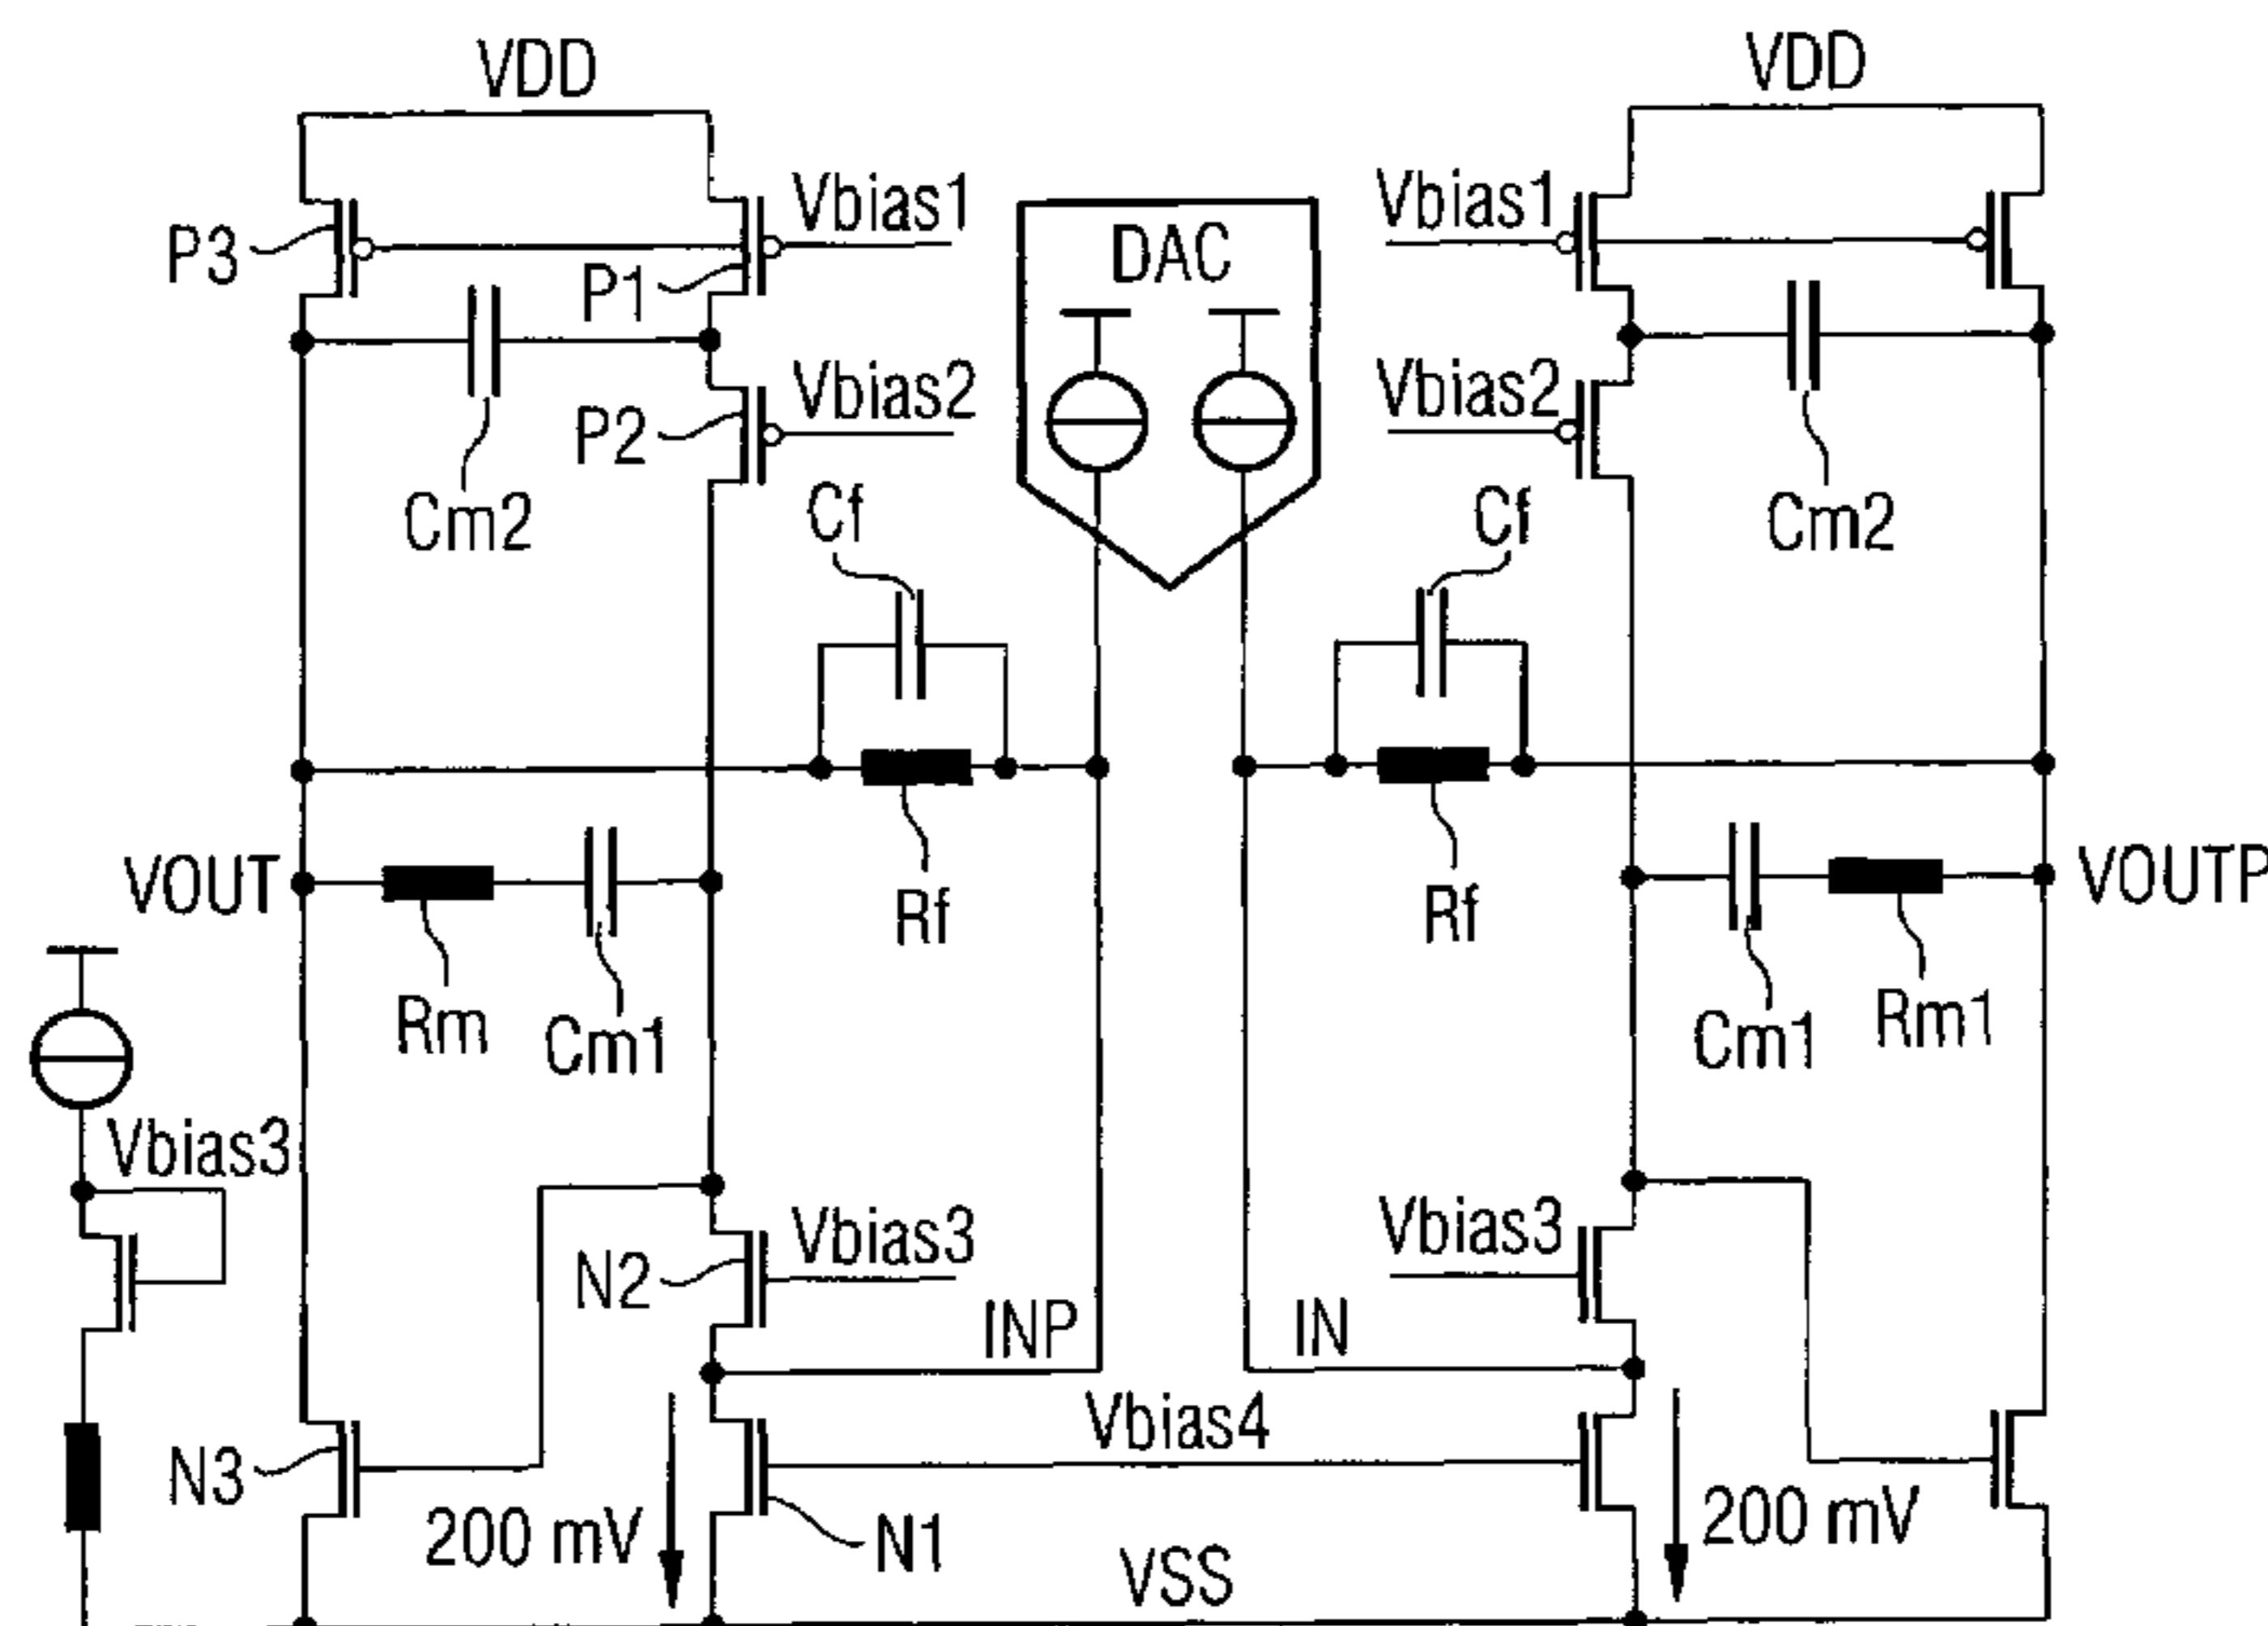 VDD
VDD
Vbias1
Vbias1
P3
P1
DAC
Vbias2
Vbias2
P2
Cm2
Cf
Cf
Cm2
VOUT
Rf
Rf
VOUTP
Rm
Cm1
Cm1
Rm1
Vbias3
N2
Vbias3
Vbias3
INP
IN
N3
Vbias4
200 mV
N1
VSS
200 mV